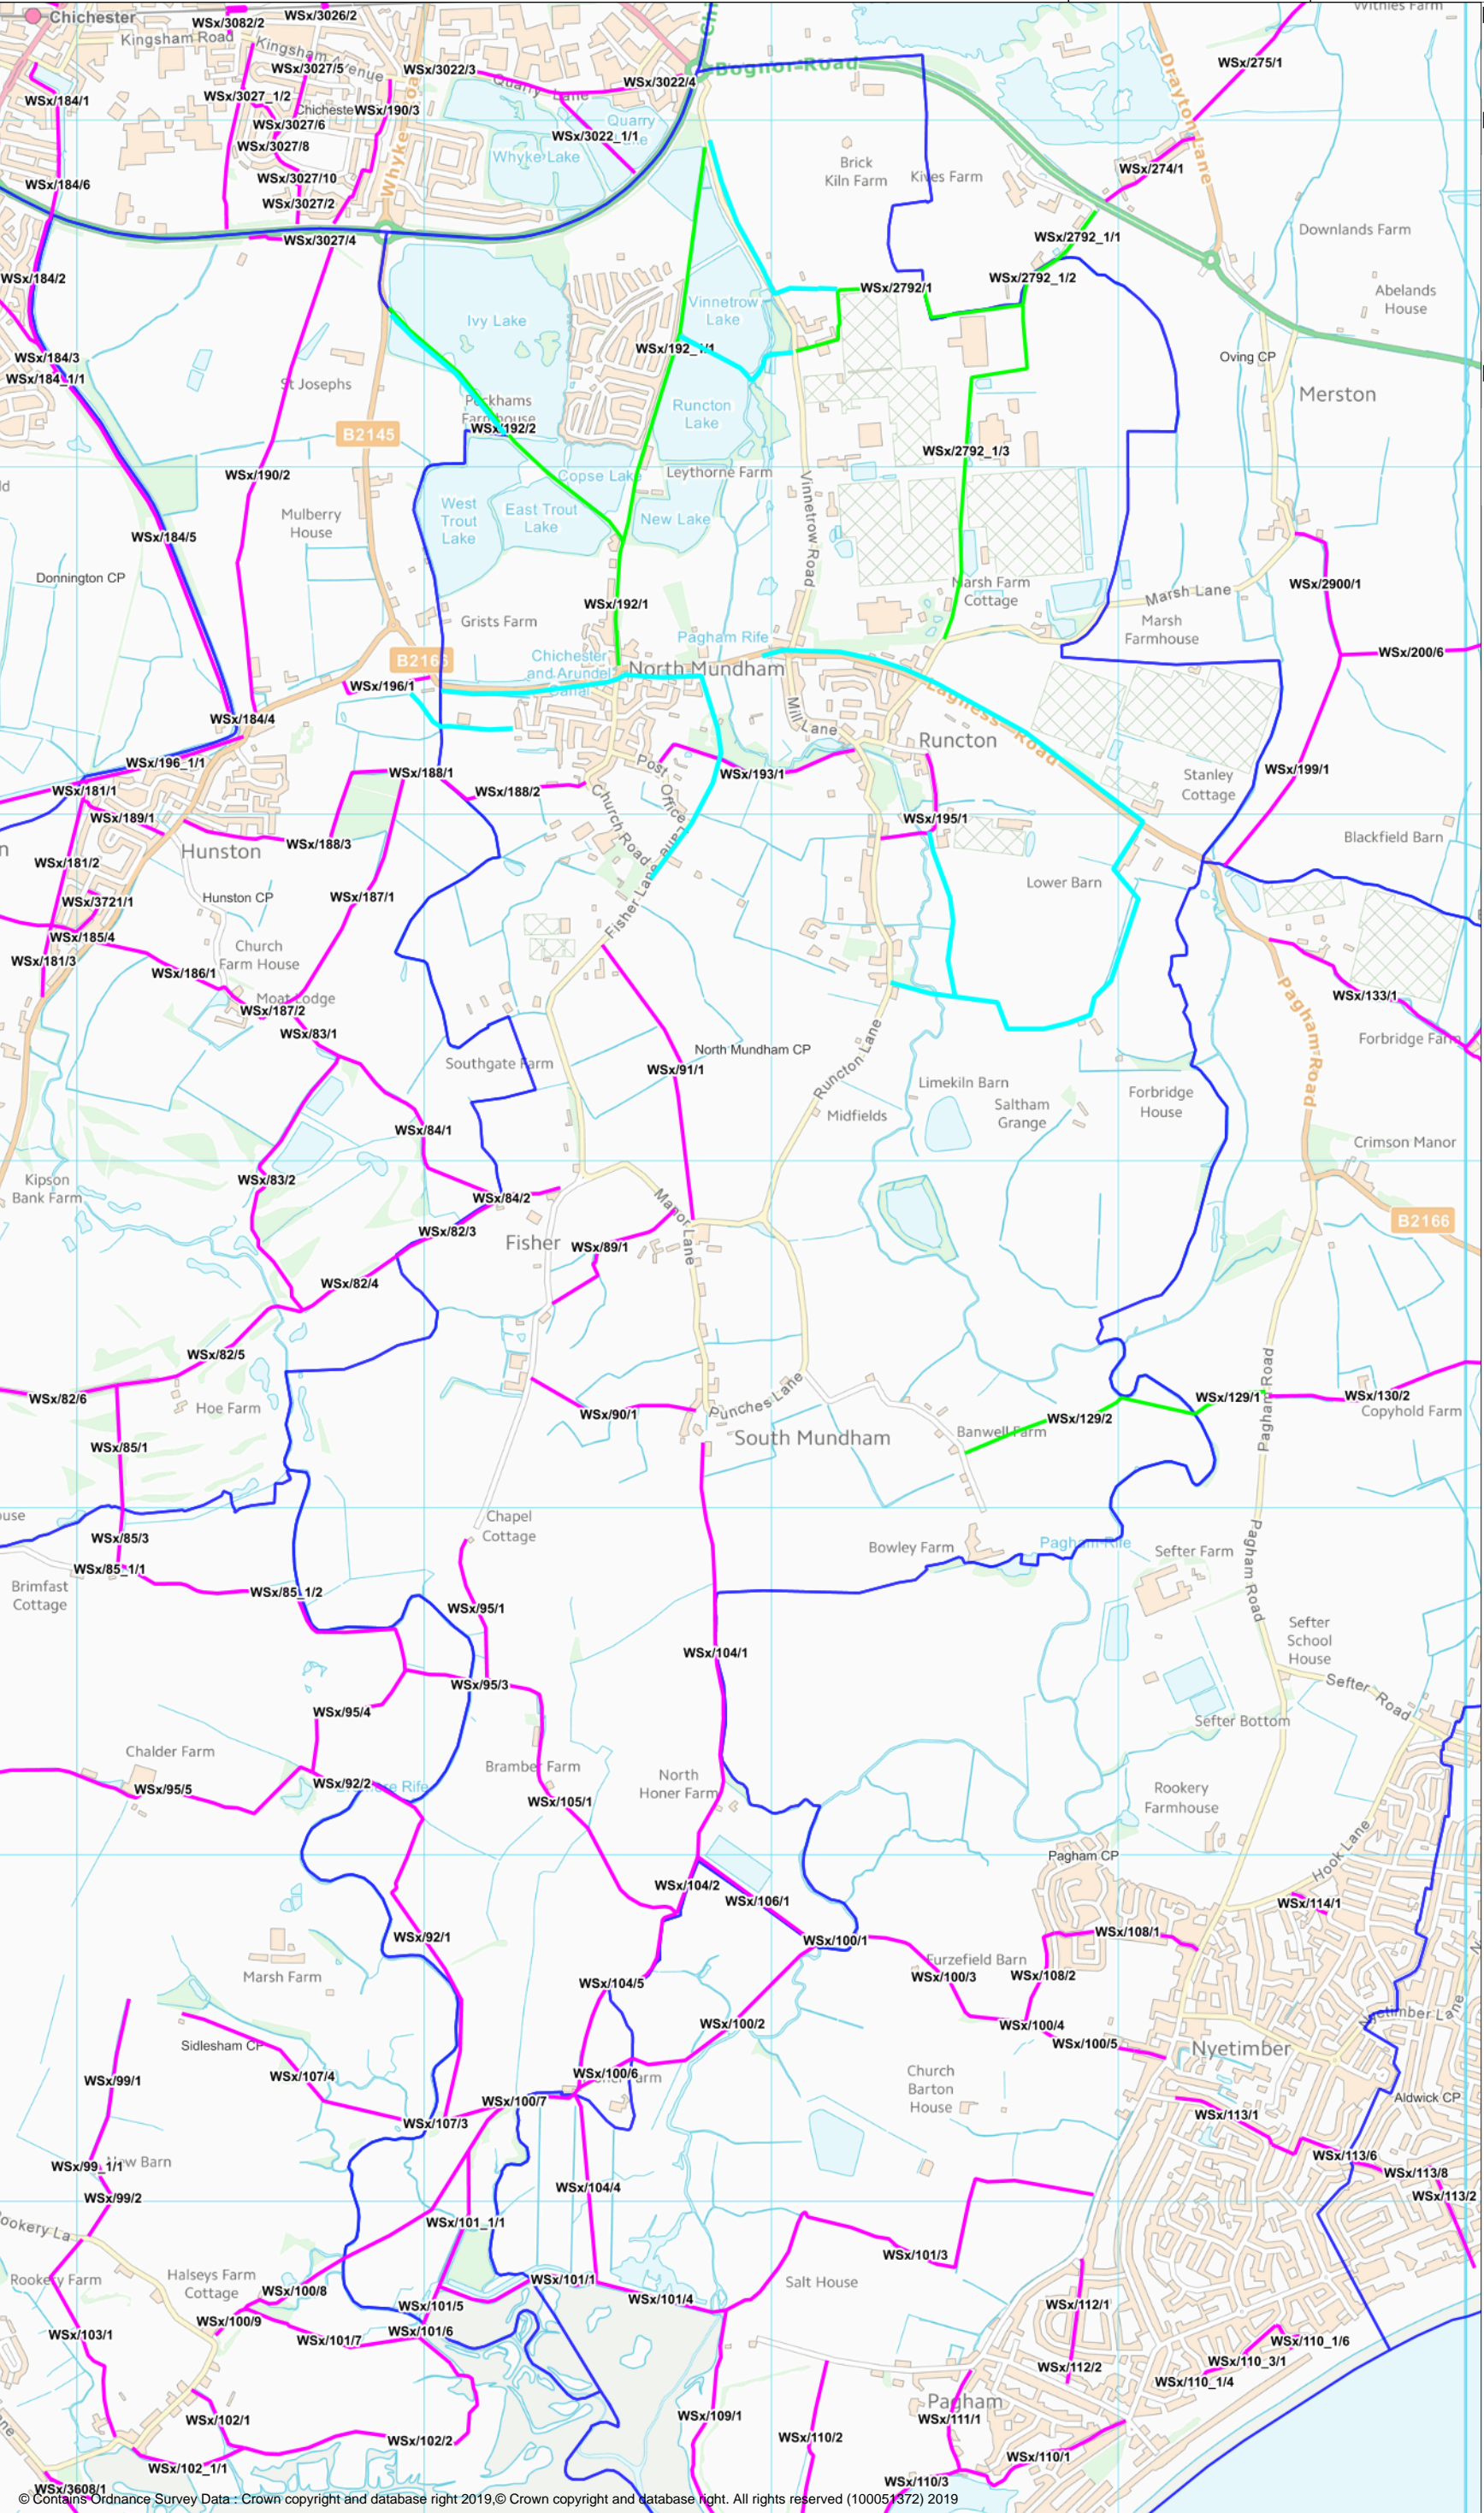 Chichester
WSx/3082/2
WSx/3026/2
Withies Farm
Kingsham Road
Kingsham Avenue
WSx/3027/5
WSx/3022/3
Bognor Road
WSx/275/1
WSx/184/1
WSx/3027_1/2
WSx/190/3
Quarry Lane
WSx/3022/4
Drayton Lane
WSx/3027/6
WSx/3022_1/1
WSx/3027/8
Whyke Lake
Brick
Kiln Farm
Kives Farm
WSx/274/1
WSx/184/6
WSx/3027/10
WSx/3027/2
Whyke Road
WSx/3027/4
WSx/2792_1/1
Downlands Farm
WSx/184/2
WSx/2792/1
WSx/2792_1/2
Abelands
House
Ivy Lake
Vinnetrow
Lake
WSx/184/3
WSx/192_1/1
Oving CP
WSx/184_1/1
St Josephs
Merston
Peckhams
Farmhouse
Runcton
Lake
B2145
WSx/192/2
WSx/2792_1/3
WSx/190/2
Copse Lake
Leythorne Farm
West
Trout
Lake
East Trout
Lake
New Lake
Vinnetrow Road
Mulberry
House
WSx/184/5
Donnington CP
Marsh Farm
Cottage
WSx/2900/1
Marsh Lane
WSx/192/1
Grists Farm
Marsh
Farmhouse
Pagham Rife
B2166
Chichester
and Arundel
Canal
North Mundham
WSx/200/6
WSx/196/1
Lagness Road
WSx/184/4
Mill Lane
Runcton
WSx/196_1/1
WSx/188/1
Post Office Lane
WSx/193/1
WSx/199/1
Stanley
Cottage
WSx/181/1
WSx/188/2
WSx/189/1
Church Road
WSx/195/1
Blackfield Barn
WSx/188/3
Hunston
WSx/181/2
Lower Barn
WSx/3721/1
Hunston CP
WSx/187/1
Fisher Lane
WSx/185/4
Church
Farm House
WSx/181/3
WSx/186/1
WSx/133/1
Moat Lodge
WSx/187/2
Pagham Road
WSx/83/1
North Mundham CP
Forbridge Farm
Southgate Farm
WSx/91/1
Runcton Lane
Limekiln Barn
Forbridge
House
Saltham
Grange
Midfields
WSx/84/1
Crimson Manor
Kipson
Bank Farm
WSx/83/2
WSx/84/2
Manor Lane
WSx/82/3
B2166
Fisher
WSx/89/1
WSx/82/4
WSx/82/5
Pagham Road
WSx/82/6
WSx/129/1
WSx/130/2
Hoe Farm
WSx/90/1
Punches Lane
Copyhold Farm
WSx/129/2
Banwell Farm
WSx/85/1
South Mundham
Chapel
Cottage
WSx/85/3
Bowley Farm
Pagham Rife
Sefter Farm
WSx/85_1/1
Pagham Road
Brimfast
Cottage
WSx/85_1/2
WSx/95/1
Sefter
School
House
WSx/104/1
WSx/95/3
Sefter Road
WSx/95/4
Sefter Bottom
Chalder Farm
WSx/95/5
WSx/92/2
Bramber Farm
North
Honer Farm
Rookery
Farmhouse
WSx/105/1
Hook Lane
Pagham CP
WSx/104/2
WSx/106/1
WSx/114/1
WSx/92/1
WSx/100/1
WSx/108/1
Furzefield Barn
Marsh Farm
WSx/104/5
WSx/100/3
WSx/108/2
WSx/100/2
WSx/100/4
Nyetimber Lane
Sidlesham CP
WSx/100/5
Nyetimber
WSx/99/1
WSx/107/4
WSx/100/6
Church
Barton
House
Aldwick CP
WSx/100/7
WSx/107/3
WSx/113/1
New Barn
WSx/99_1/1
WSx/113/6
WSx/113/8
WSx/104/4
WSx/99/2
WSx/113/2
WSx/101_1/1
Rookery La
WSx/101/3
Rookery Farm
Halseys Farm
Cottage
WSx/101/1
Salt House
WSx/100/8
WSx/101/4
WSx/101/5
WSx/112/1
WSx/100/9
WSx/101/6
WSx/103/1
WSx/101/7
WSx/110_1/6
WSx/110_3/1
WSx/112/2
WSx/110_1/4
Pagham
WSx/109/1
WSx/102/1
WSx/111/1
WSx/102/2
WSx/110/2
WSx/102_1/1
WSx/110/1
WSx/110/3
WSx/3608/1
© Contains Ordnance Survey Data : Crown copyright and database right 2019,© Crown copyright and database right. All rights reserved (100051372) 2019